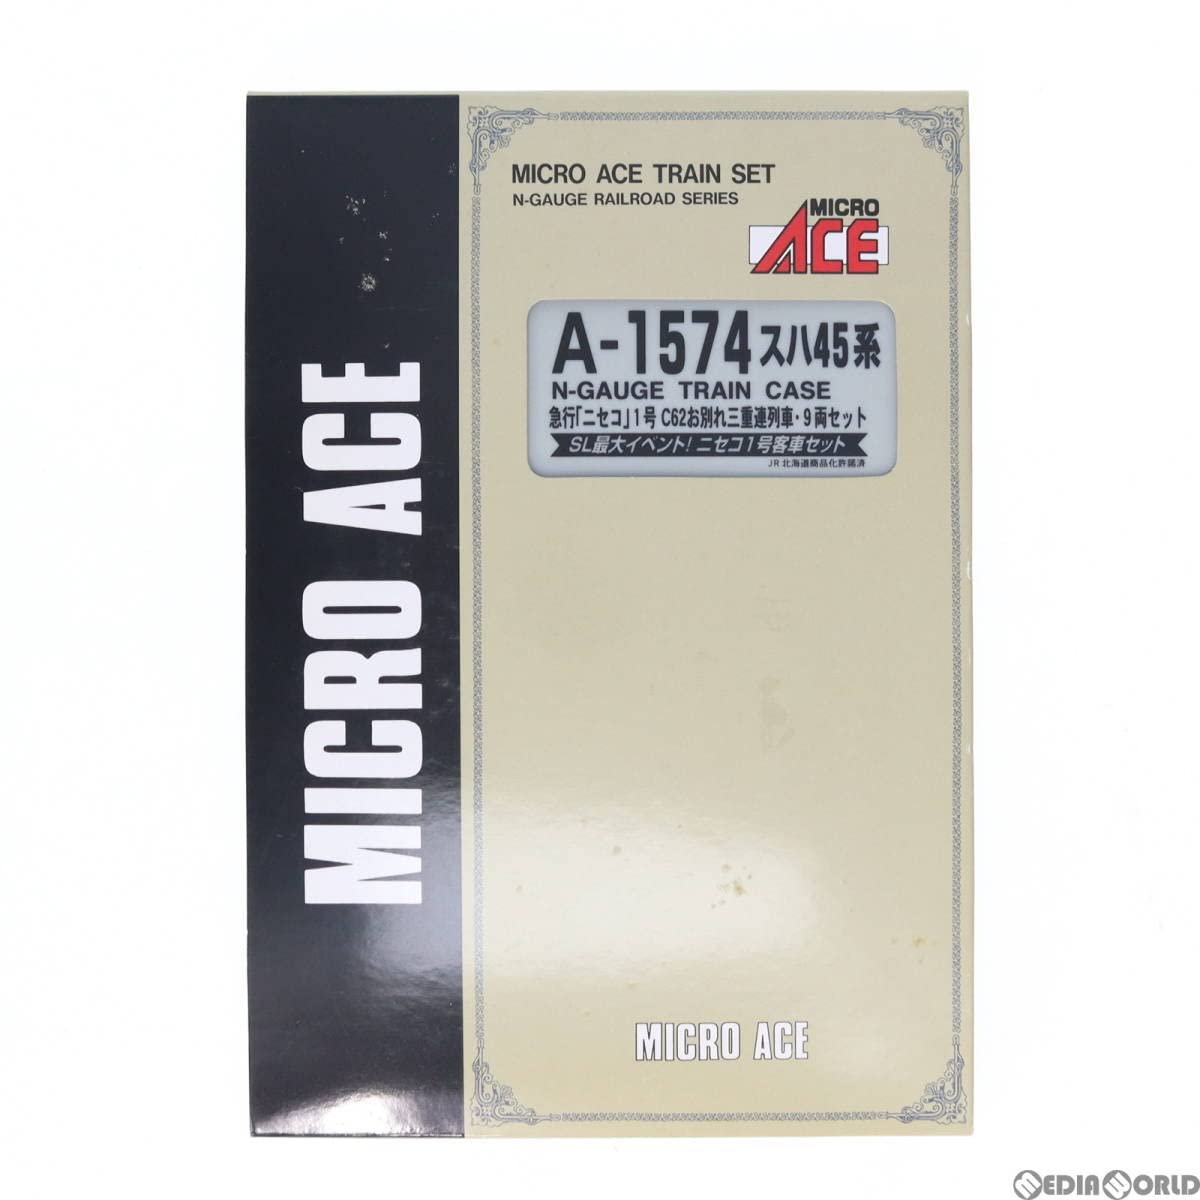 MICRO ACE
MICRO ACE TRAIN SET
N-GAUGE RAILROAD SERIES
MICRO
ACE
A-1574 スハ45系
N-GAUGE TRAIN CASE
急行「ニセコ」1号 C62お別れ三重連列車・9両セット
SL最大イベント! ニセコ1号客車セット
JR北海道商品化許諾済
MICRO ACE
MEDIAWORLD